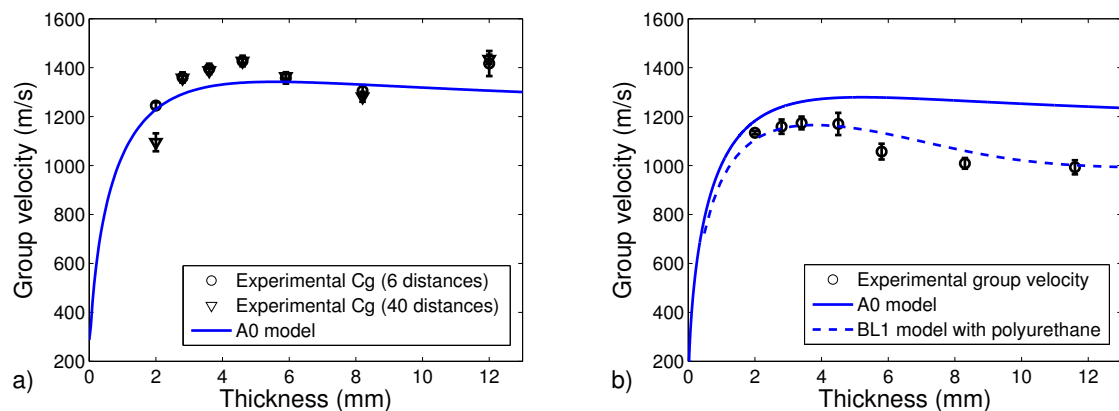 1600
1400
1200
1000
800
600
400
200
Group velocity (m/s)
Experimental Cg (6 distances)
Experimental Cg (40 distances)
A0 model
0 2 4 6 8 10 12
Thickness (mm)
a)
1600
1400
1200
1000
800
600
400
200
Group velocity (m/s)
Experimental group velocity
A0 model
BL1 model with polyurethane
0 2 4 6 8 10 12
Thickness (mm)
b)